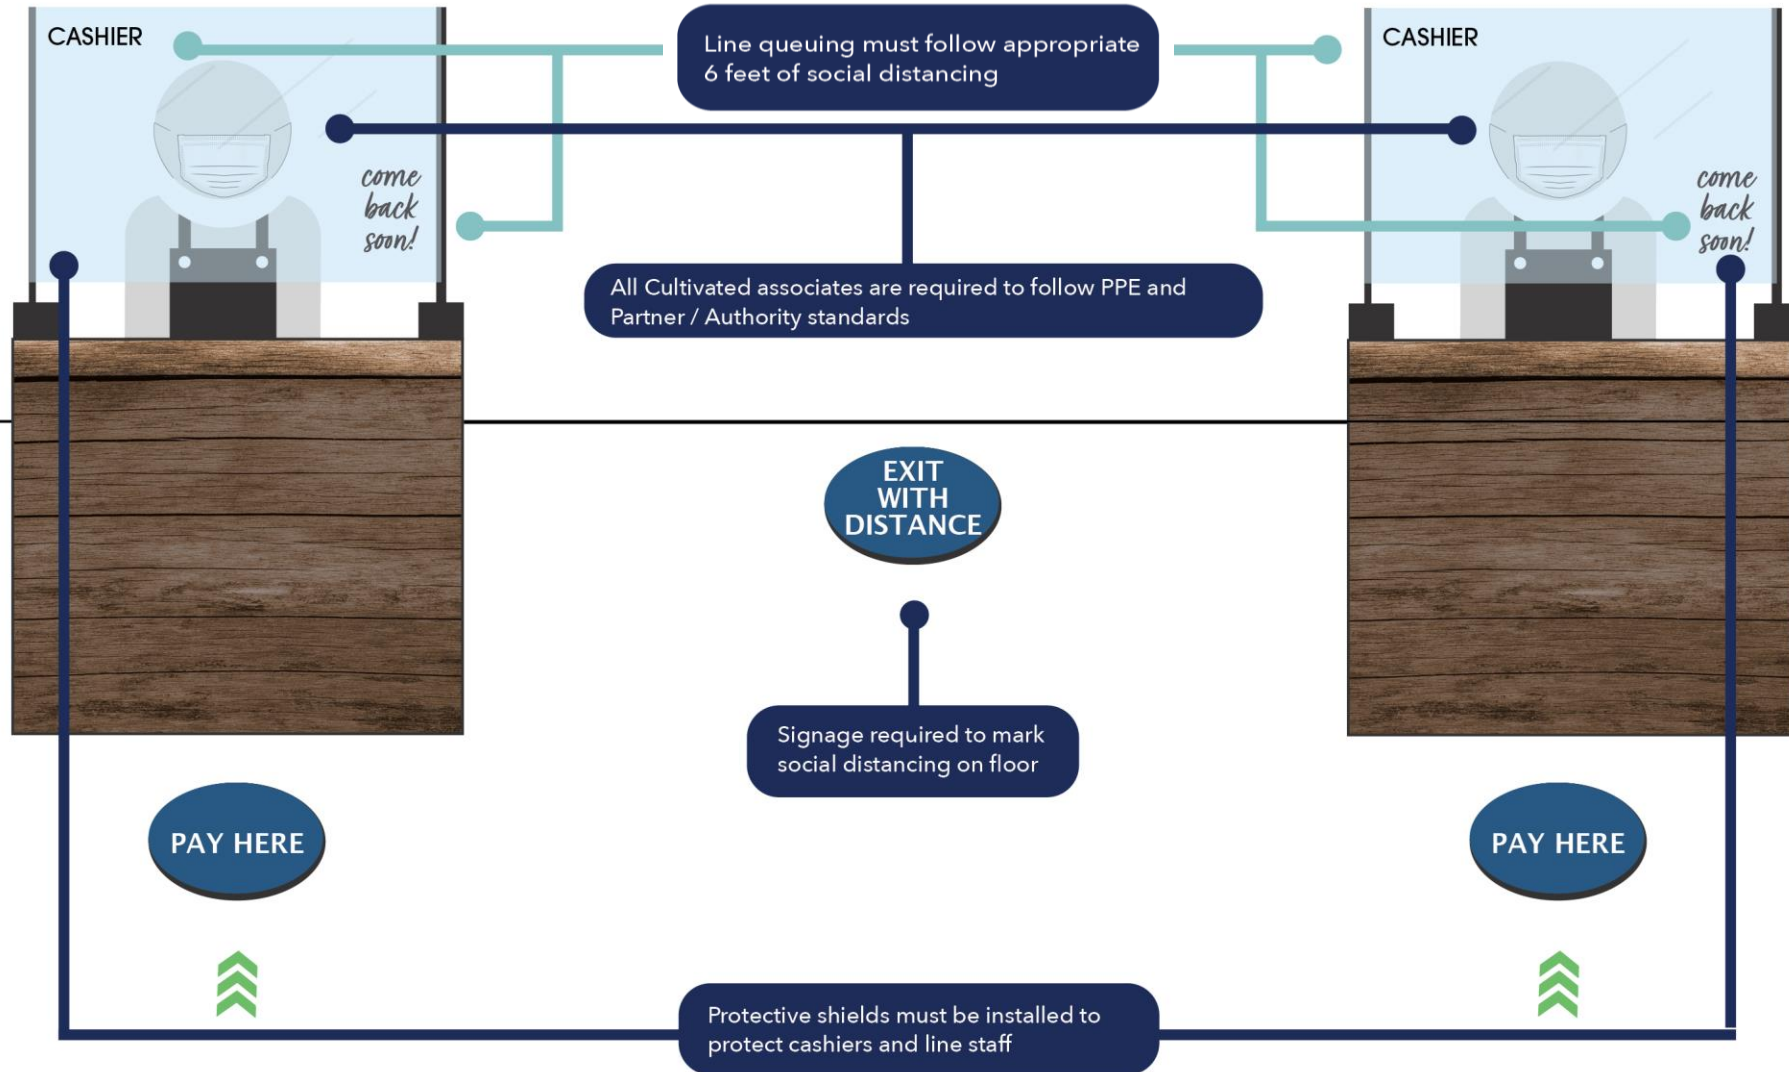 CASHIER
Line queuing must follow appropriate
6 feet of social distancing
CASHIER
come
back
soon!
come
back
soon!
All Cultivated associates are required to follow PPE and
Partner / Authority standards
EXIT
WITH
DISTANCE
Signage required to mark
social distancing on floor
PAY HERE
PAY HERE
Protective shields must be installed to
protect cashiers and line staff